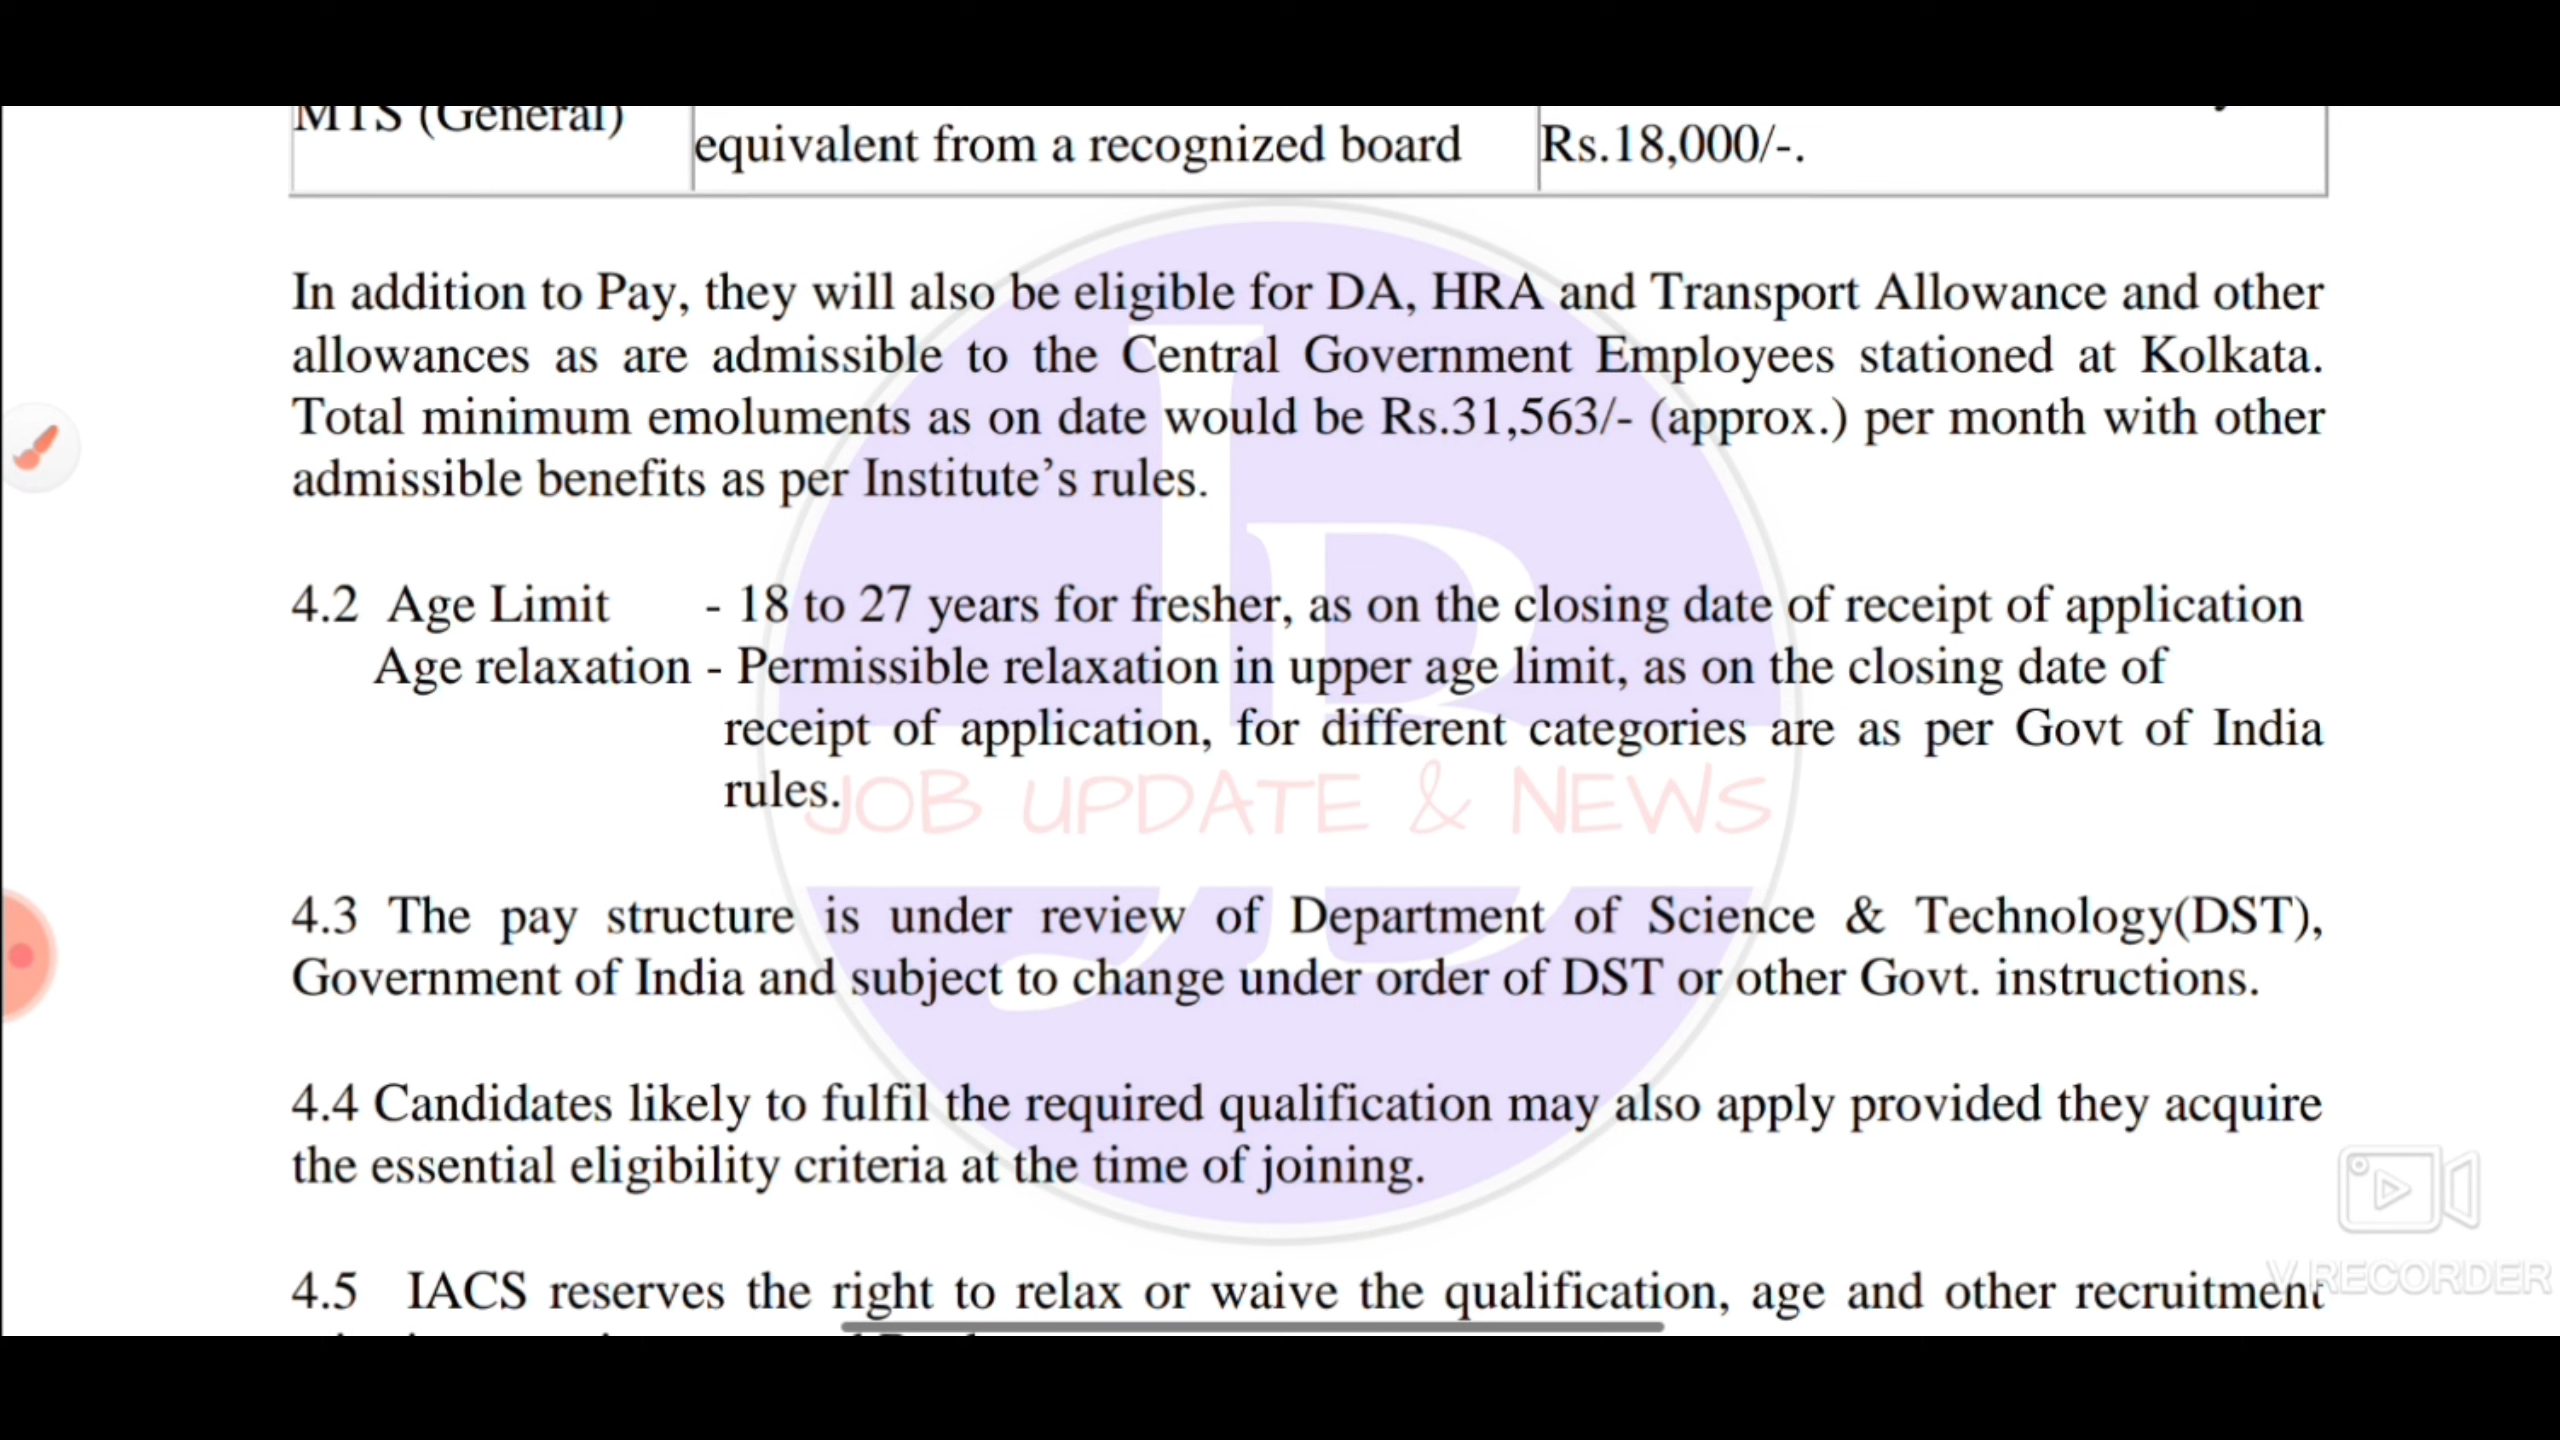 MTS (General)
equivalent from a recognized board
Rs.18,000/-.
In addition to Pay, they will also be eligible for DA, HRA and Transport Allowance and other
allowances as are admissible to the Central Government Employees stationed at Kolkata.
Total minimum emoluments as on date would be Rs.31,563/- (approx.) per month with other
admissible benefits as per Institute’s rules.
4.2 Age Limit - 18 to 27 years for fresher, as on the closing date of receipt of application
Age relaxation - Permissible relaxation in upper age limit, as on the closing date of
receipt of application, for different categories are as per Govt of India
rules.
JOB UPDATE & NEWS
4.3 The pay structure is under review of Department of Science & Technology(DST),
Government of India and subject to change under order of DST or other Govt. instructions.
4.4 Candidates likely to fulfil the required qualification may also apply provided they acquire
the essential eligibility criteria at the time of joining.
4.5 IACS reserves the right to relax or waive the qualification, age and other recruitment
V RECORDER